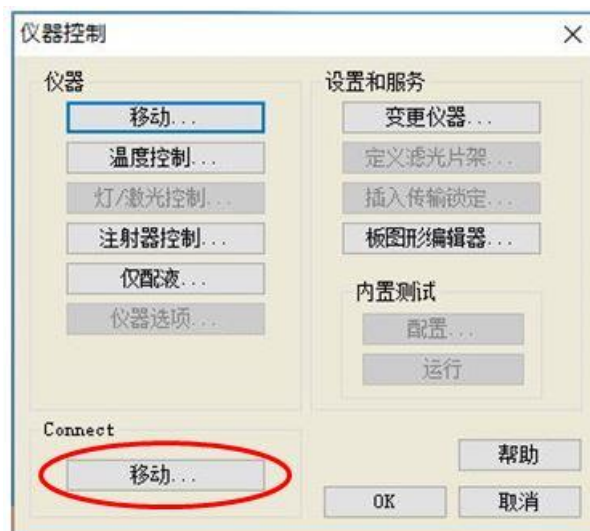 仪器控制
仪器
移动...
温度控制...
灯/激光控制...
注射器控制...
仅配液...
仪器选项...
设置和服务
变更仪器...
定义滤光片架...
插入传输锁定...
板图形编辑器...
内置测试
配置...
运行
Connect
移动...
帮助
OK
取消